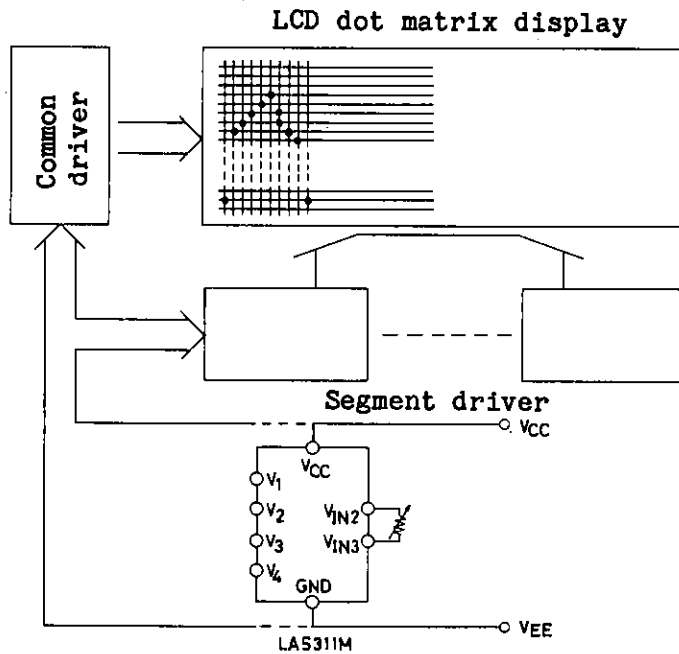 LCD dot matrix display
Common
driver
Segment driver
VCC
VCC
V1
V2
V3
V4
VIN2
VIN3
GND
VEE
LA5311M